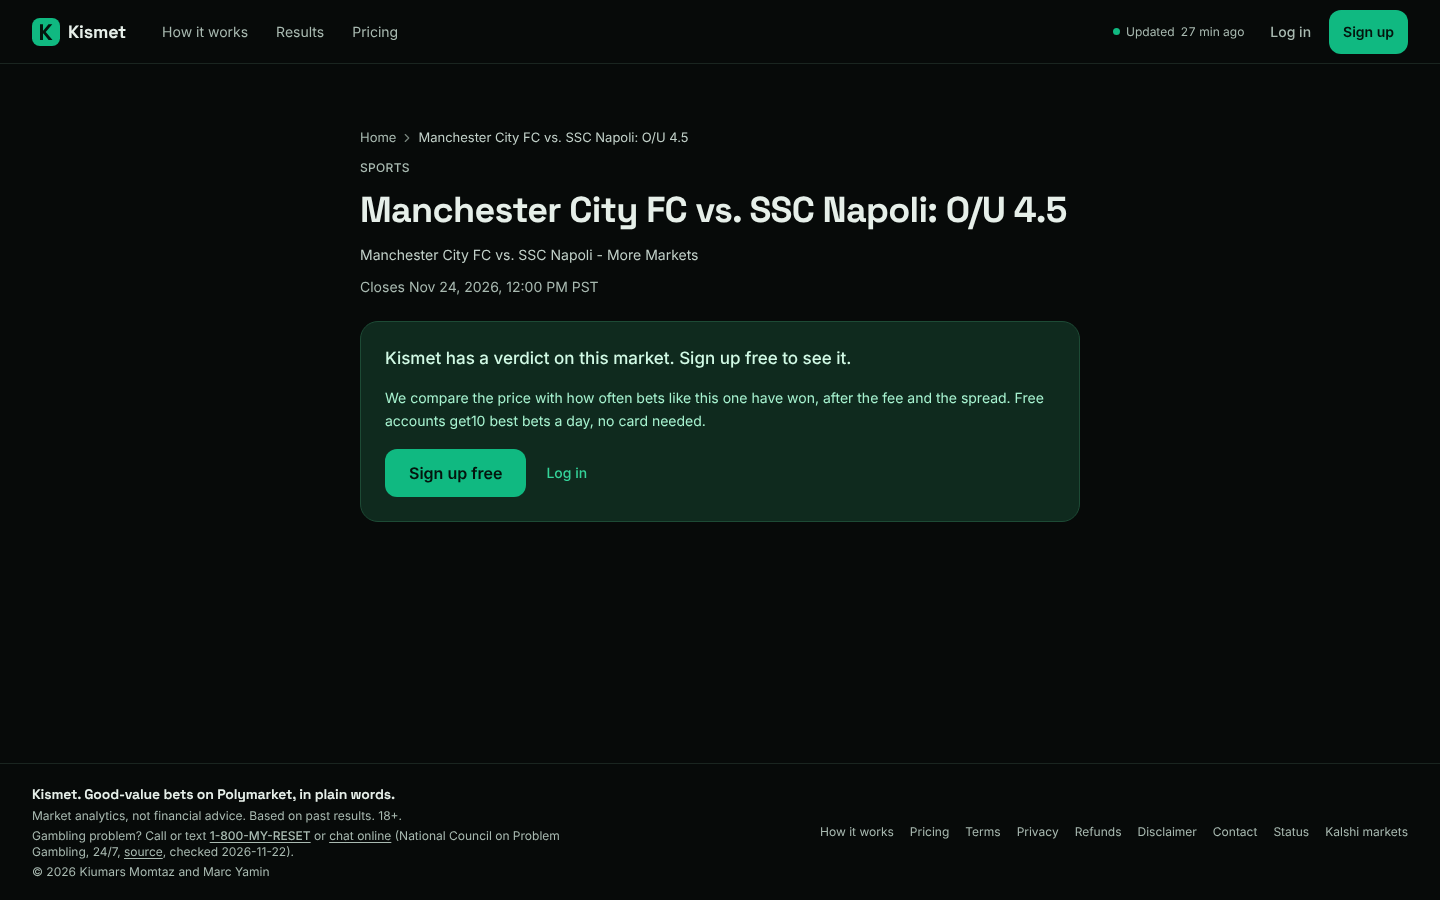 K Kismet How it works Results Pricing Updated 27 min ago Log in Sign up
Home > Manchester City FC vs. SSC Napoli: O/U 4.5
SPORTS
Manchester City FC vs. SSC Napoli: O/U 4.5
Manchester City FC vs. SSC Napoli - More Markets
Closes Nov 24, 2026, 12:00 PM PST
Kismet has a verdict on this market. Sign up free to see it.
We compare the price with how often bets like this one have won, after the fee and the spread. Free
accounts get10 best bets a day, no card needed.
Sign up free Log in
Kismet. Good-value bets on Polymarket, in plain words.
Market analytics, not financial advice. Based on past results. 18+.
Gambling problem? Call or text 1-800-MY-RESET or chat online (National Council on Problem
Gambling, 24/7, source, checked 2026-11-22).
© 2026 Kiumars Momtaz and Marc Yamin
How it works Pricing Terms Privacy Refunds Disclaimer Contact Status Kalshi markets